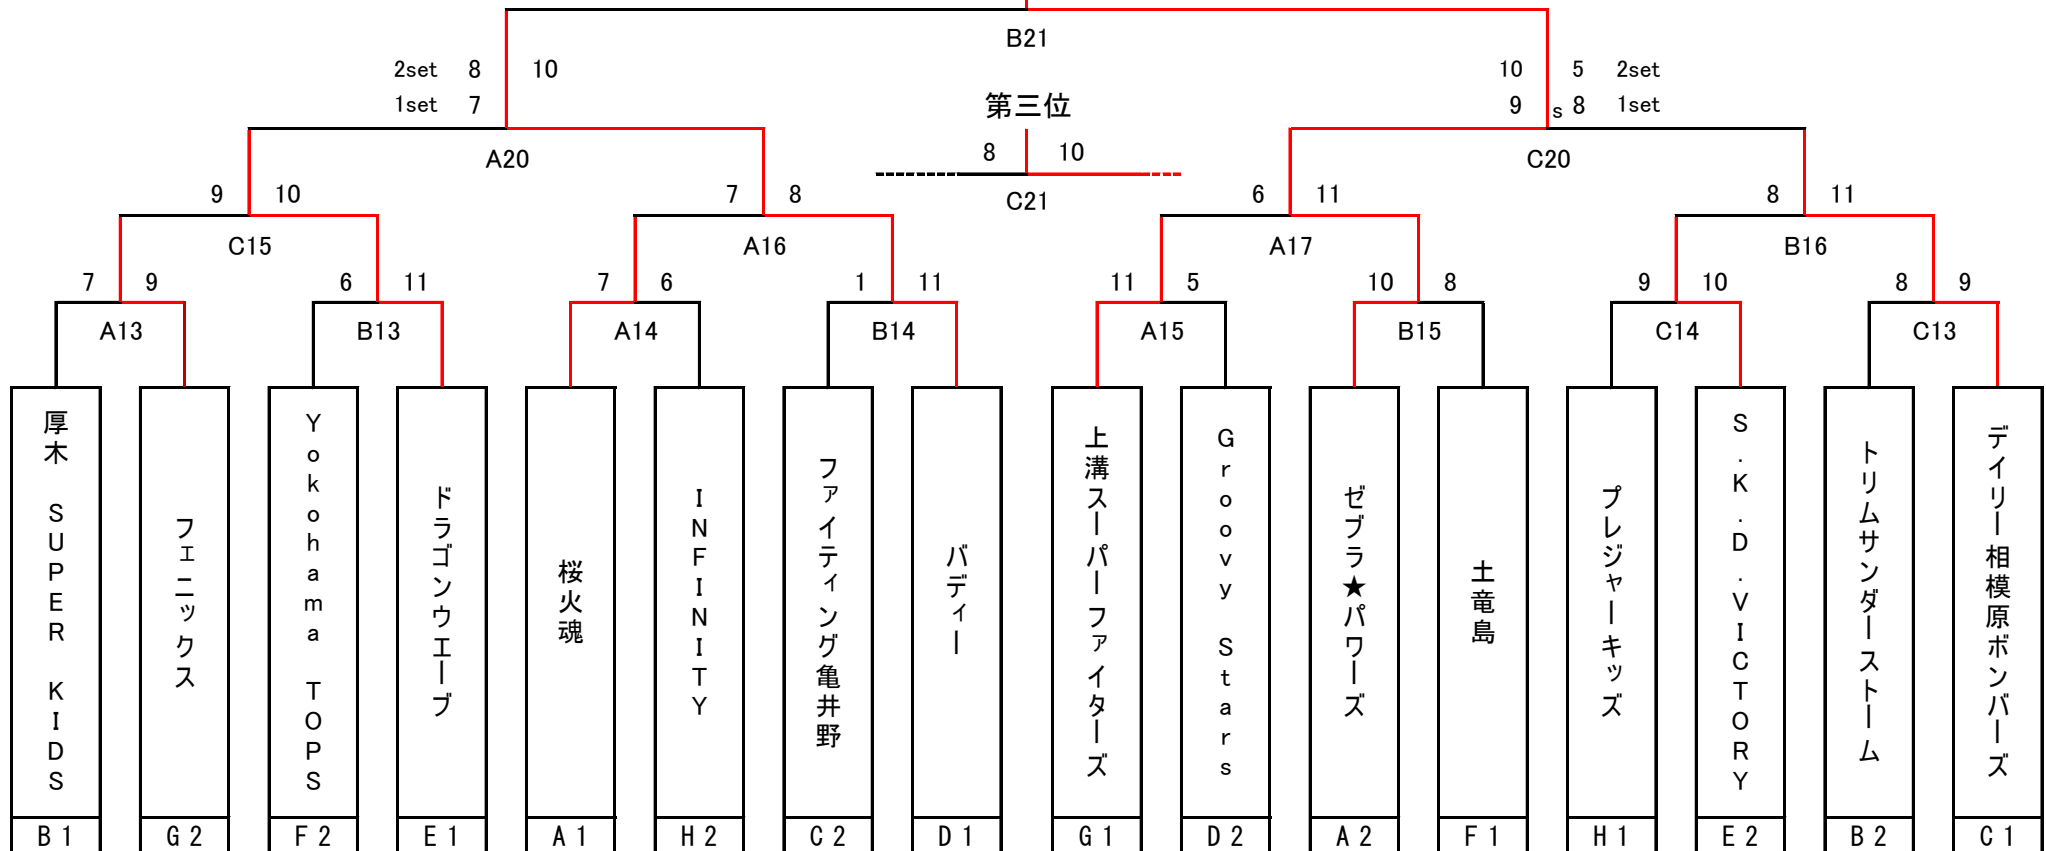 B21
2set 8 10 10 5 2set
1set 7 第三位 9 s 8 1set
A20 8 10 C20
9 10 7 8 C21 6 11 8 11
C15 A16 A17 B16
7 9 6 11 7 6 1 11 11 5 10 8 9 10 8 9
A13 B13 A14 B14 A15 B15 C14 C13
厚木 SUPER KIDS
フェニックス
Yokohama TOPS
ドラゴンウエーブ
桜火魂
INFINITY
ファイティング亀井野
バディー
上溝スーパーファイターズ
Groovy Stars
ゼブラ★パワーズ
土竜島
プレジャーキッズ
S.K.D.VICTORY
トリムサンダーストーム
デイリー相模原ボンバーズ
B1 G2 F2 E1 A1 H2 C2 D1 G1 D2 A2 F1 H1 E2 B2 C1